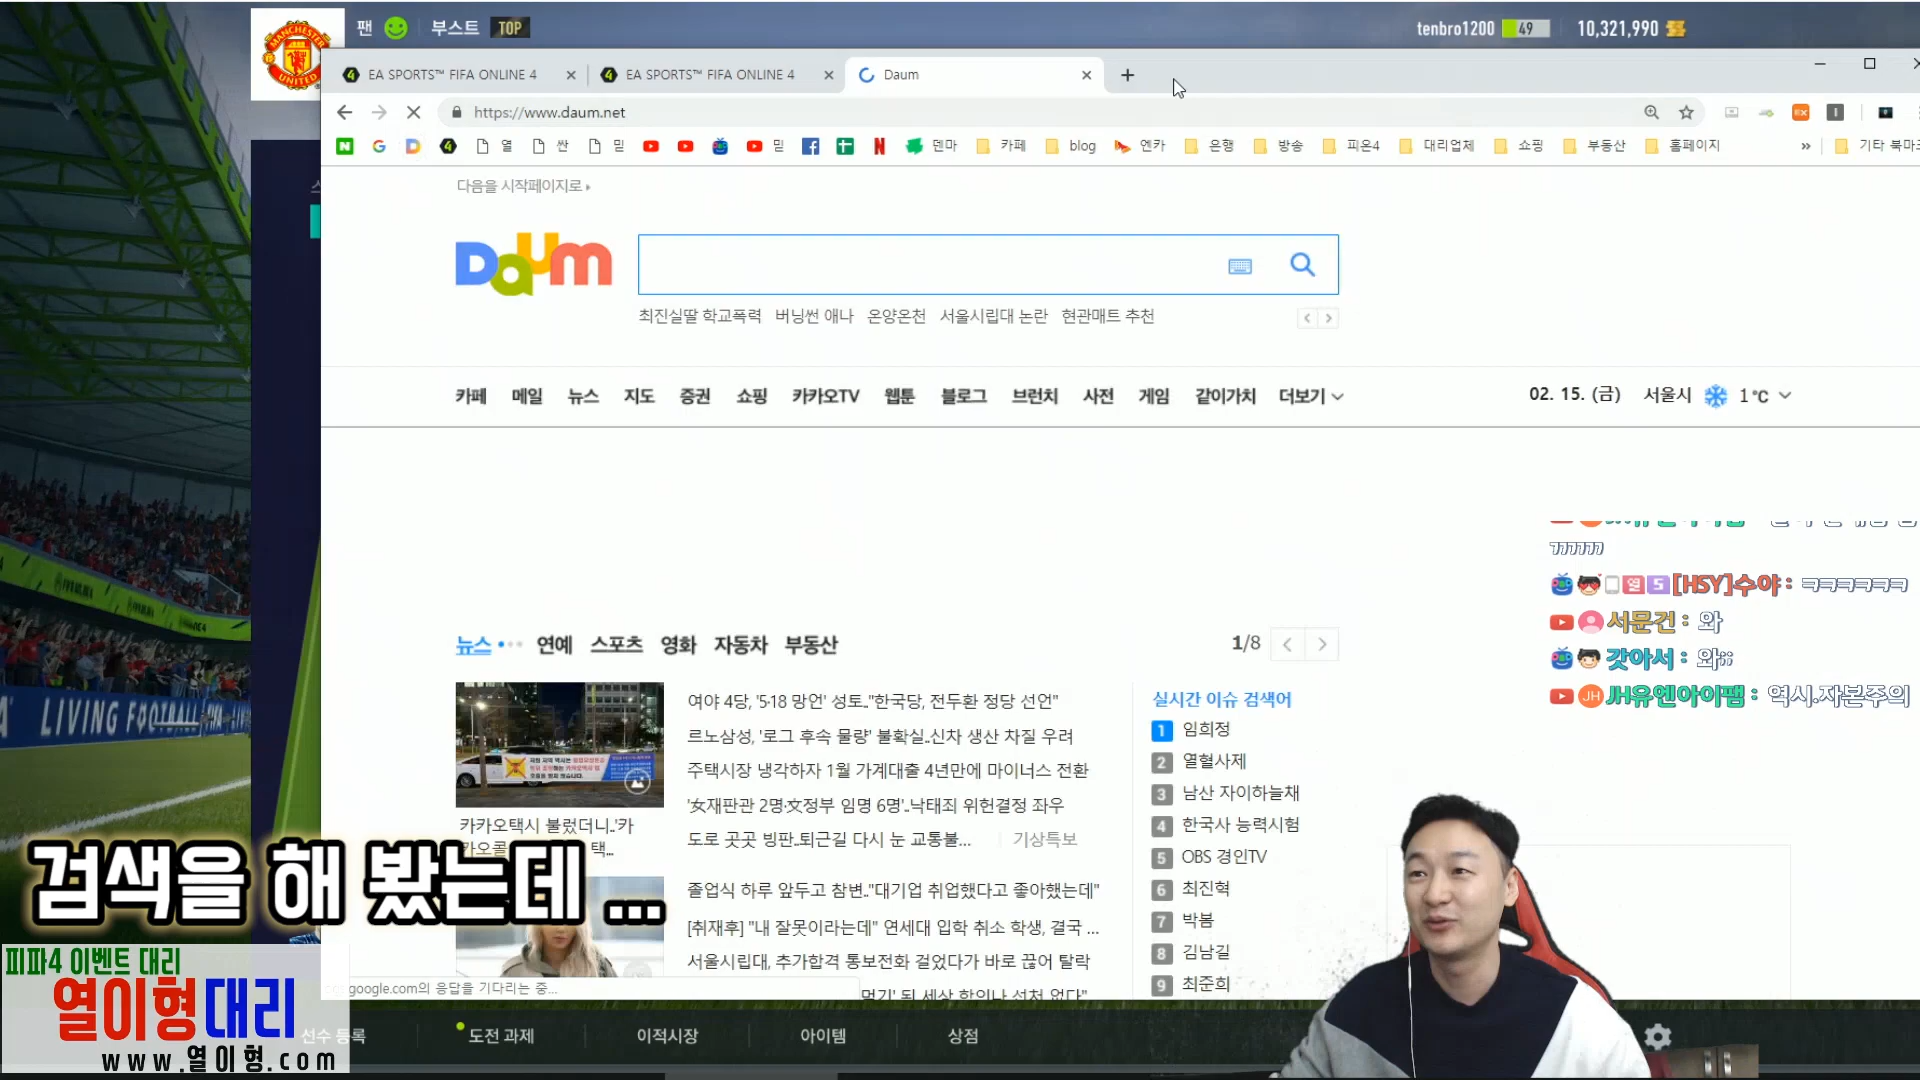 MANCHESTER
UNITED
팬
부스트 TOP
tenbro1200 49 10,321,990
EA SPORTS™ FIFA ONLINE 4
EA SPORTS™ FIFA ONLINE 4
Daum
https://www.daum.net
열 싼 믿 믿 덴마 카페 blog 엔카 은행 방송 피온4 대리업체 쇼핑 부동산 홈페이지 » 기타 북마크
다음을 시작페이지로
Daum
최진실딸 학교폭력 버닝썬 애나 온양온천 서울시립대 논란 현관매트 추천
카페 메일 뉴스 지도 증권 쇼핑 카카오TV 웹툰 블로그 브런치 사전 게임 같이가치 더보기
02. 15. (금) 서울시 1℃
ㅋㅋㅋㅋㅋㅋ
열 5 [HSY]수야 : ㅋㅋㅋㅋㅋㅋ
서문건 : 와
갓아서 : 와;;
JH JH유엔아이팸 : 역시.자본주의
뉴스 연예 스포츠 영화 자동차 부동산
1/8
여야 4당, '5·18 망언' 성토.."한국당, 전두환 정당 선언"
르노삼성, '로그 후속 물량' 불확실..신차 생산 차질 우려
주택시장 냉각하자 1월 가계대출 4년만에 마이너스 전환
'女재판관 2명·文정부 임명 6명'..낙태죄 위헌결정 좌우
도로 곳곳 빙판..퇴근길 다시 눈 교통불... 기상특보
카카오택시 불렀더니..'카
카오콜 택...
졸업식 하루 앞두고 참변.."대기업 취업했다고 좋아했는데"
[취재후] "내 잘못이라는데" 연세대 입학 취소 학생, 결국 ...
서울시립대, 추가합격 통보전화 걸었다가 바로 끊어 탈락
실시간 이슈 검색어
1 임희정
2 열혈사제
3 남산 자이하늘채
4 한국사 능력시험
5 OBS 경인TV
6 최진혁
7 박봄
8 김남길
9 최준희
LIVING FOOTBALL
검색을 해 봤는데 ...
google.com의 응답을 기다리는 중...
피파4 이벤트 대리
열이형대리
www.열이형.com
선수 등록 도전 과제 이적시장 아이템 상점